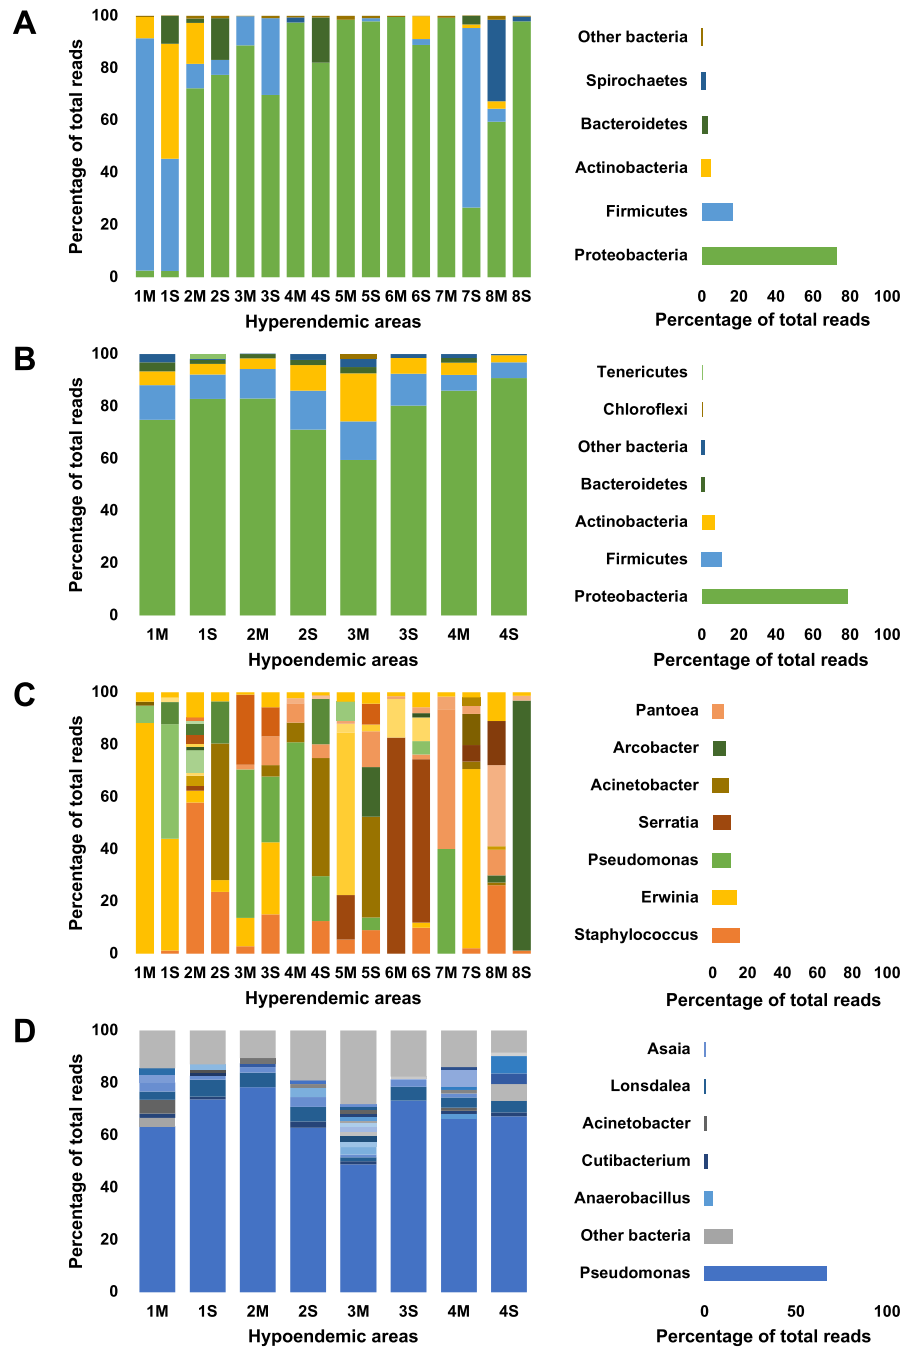 A
Percentage of total reads
100
80
60
40
20
0
1M 1S 2M 2S 3M 3S 4M 4S 5M 5S 6M 6S 7M 7S 8M 8S
Hyperendemic areas
Other bacteria
Spirochaetes
Bacteroidetes
Actinobacteria
Firmicutes
Proteobacteria
0 20 40 60 80 100
Percentage of total reads
B
Percentage of total reads
100
80
60
40
20
0
1M 1S 2M 2S 3M 3S 4M 4S
Hypoendemic areas
Tenericutes
Chloroflexi
Other bacteria
Bacteroidetes
Actinobacteria
Firmicutes
Proteobacteria
0 20 40 60 80 100
Percentage of total reads
C
Percentage of total reads
100
80
60
40
20
0
1M 1S 2M 2S 3M 3S 4M 4S 5M 5S 6M 6S 7M 7S 8M 8S
Hyperendemic areas
Pantoea
Arcobacter
Acinetobacter
Serratia
Pseudomonas
Erwinia
Staphylococcus
0 20 40 60 80 100
Percentage of total reads
D
Percentage of total reads
100
80
60
40
20
0
1M 1S 2M 2S 3M 3S 4M 4S
Hypoendemic areas
Asaia
Lonsdalea
Acinetobacter
Cutibacterium
Anaerobacillus
Other bacteria
Pseudomonas
0 50 100
Percentage of total reads